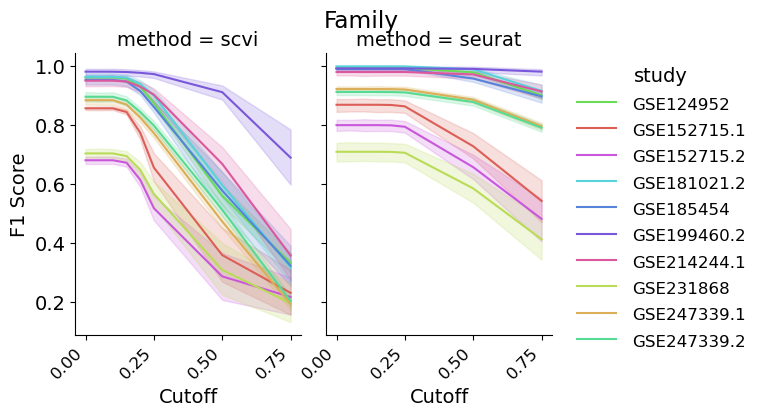 Family
method = scvi
method = seurat
F1 Score
1.0
0.8
0.6
0.4
0.2
0.00
0.25
0.50
0.75
Cutoff
0.00
0.25
0.50
0.75
Cutoff
study
GSE124952
GSE152715.1
GSE152715.2
GSE181021.2
GSE185454
GSE199460.2
GSE214244.1
GSE231868
GSE247339.1
GSE247339.2